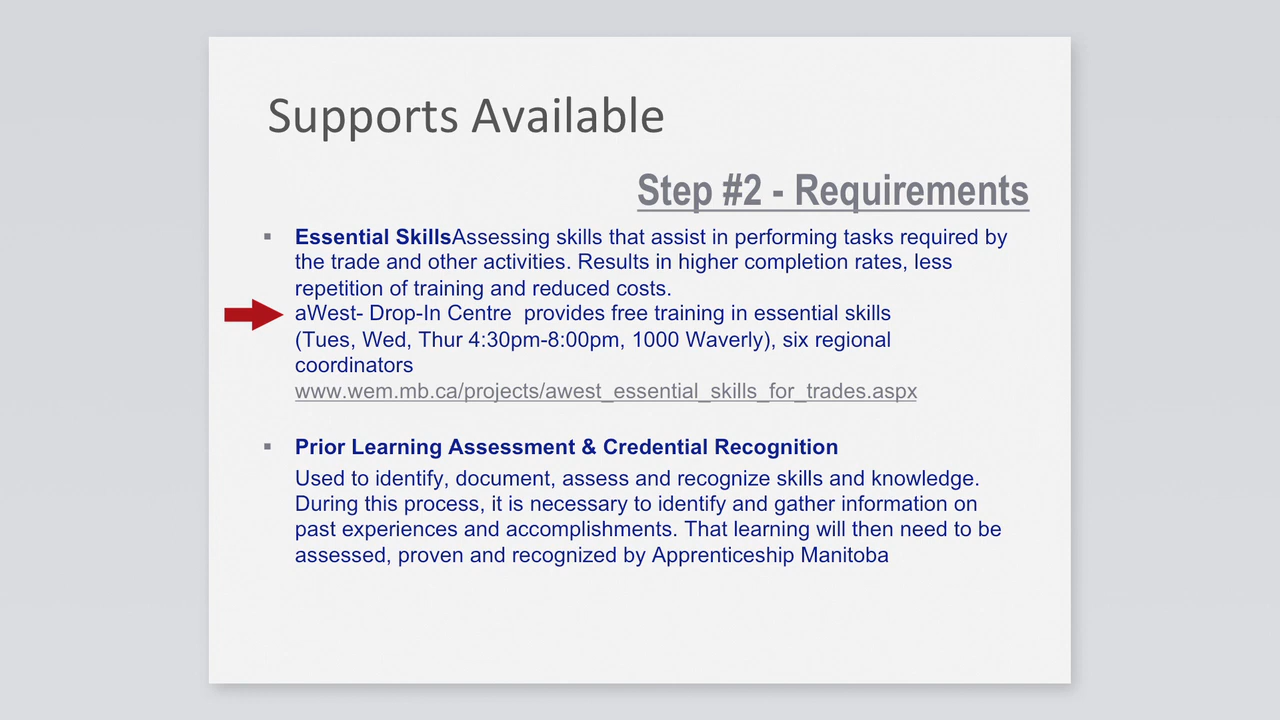 Supports Available
Step #2 - Requirements
▪ Essential SkillsAssessing skills that assist in performing tasks required by
the trade and other activities. Results in higher completion rates, less
repetition of training and reduced costs.
aWest- Drop-In Centre  provides free training in essential skills
(Tues, Wed, Thur 4:30pm-8:00pm, 1000 Waverly), six regional
coordinators
www.wem.mb.ca/projects/awest_essential_skills_for_trades.aspx
▪ Prior Learning Assessment & Credential Recognition
Used to identify, document, assess and recognize skills and knowledge.
During this process, it is necessary to identify and gather information on
past experiences and accomplishments. That learning will then need to be
assessed, proven and recognized by Apprenticeship Manitoba